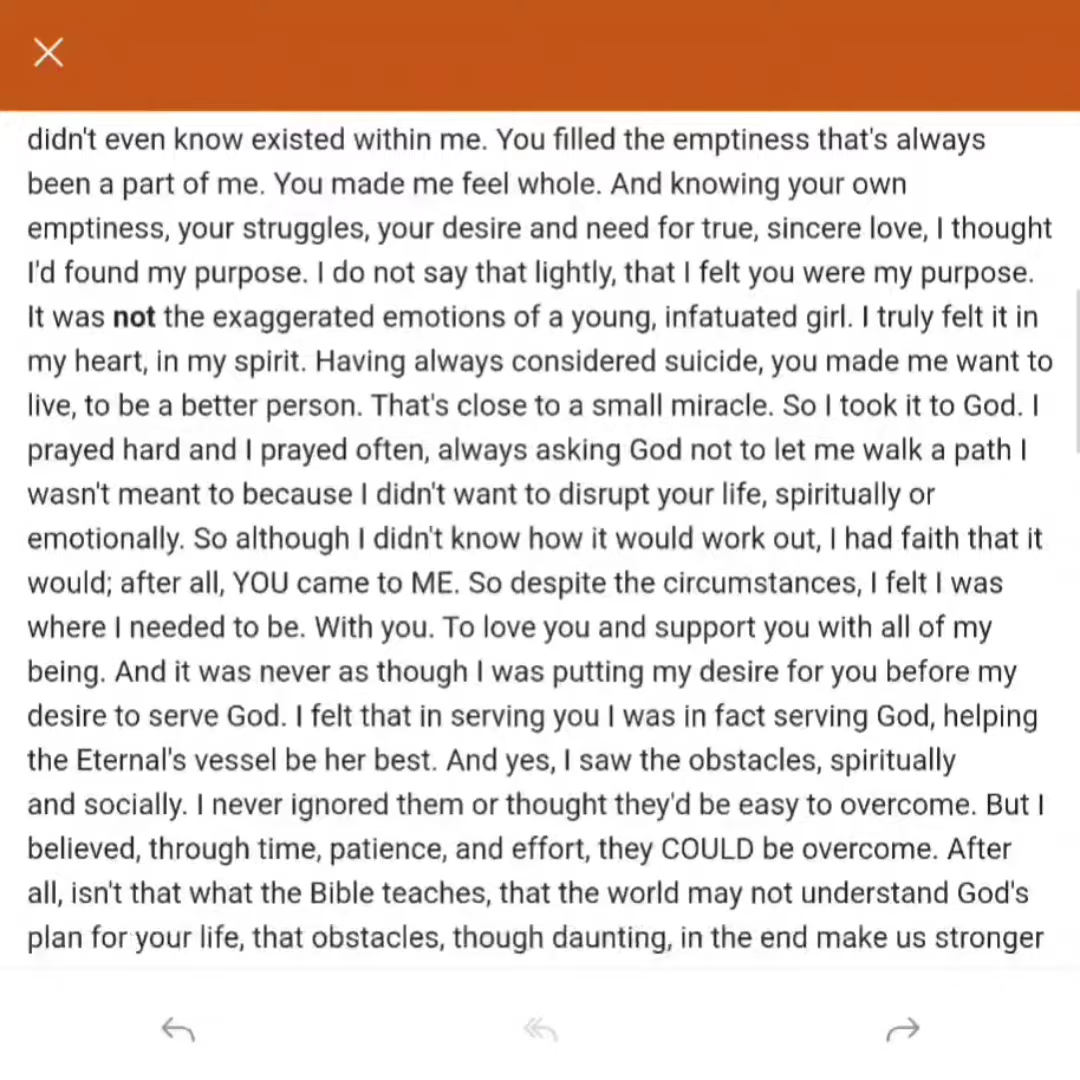 didn't even know existed within me. You filled the emptiness that's always
been a part of me. You made me feel whole. And knowing your own
emptiness, your struggles, your desire and need for true, sincere love, I thought
I'd found my purpose. I do not say that lightly, that I felt you were my purpose.
It was not the exaggerated emotions of a young, infatuated girl. I truly felt it in
my heart, in my spirit. Having always considered suicide, you made me want to
live, to be a better person. That's close to a small miracle. So I took it to God. I
prayed hard and I prayed often, always asking God not to let me walk a path I
wasn't meant to because I didn't want to disrupt your life, spiritually or
emotionally. So although I didn't know how it would work out, I had faith that it
would; after all, YOU came to ME. So despite the circumstances, I felt I was
where I needed to be. With you. To love you and support you with all of my
being. And it was never as though I was putting my desire for you before my
desire to serve God. I felt that in serving you I was in fact serving God, helping
the Eternal's vessel be her best. And yes, I saw the obstacles, spiritually
and socially. I never ignored them or thought they'd be easy to overcome. But I
believed, through time, patience, and effort, they COULD be overcome. After
all, isn't that what the Bible teaches, that the world may not understand God's
plan for your life, that obstacles, though daunting, in the end make us stronger